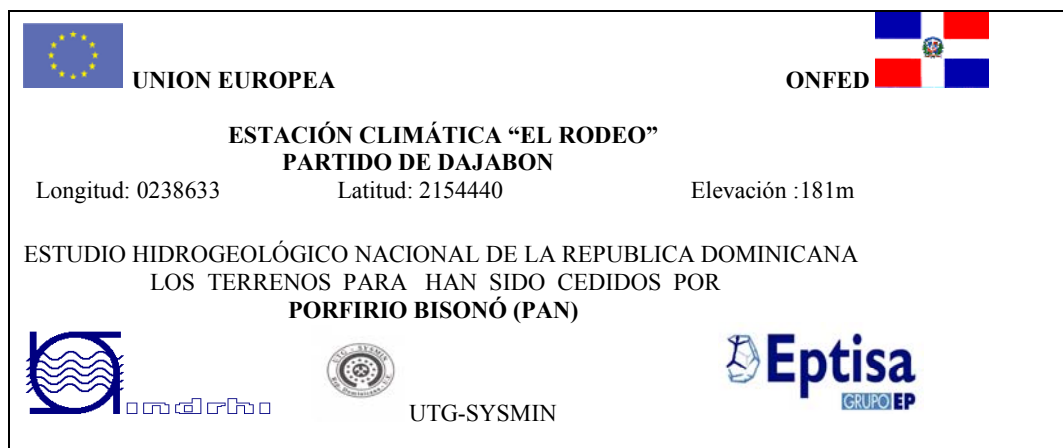 UNION EUROPEA ONFED
ESTACIÓN CLIMÁTICA “EL RODEO”
PARTIDO DE DAJABON
Longitud: 0238633 Latitud: 2154440 Elevación :181m
ESTUDIO HIDROGEOLÓGICO NACIONAL DE LA REPUBLICA DOMINICANA
LOS TERRENOS PARA HAN SIDO CEDIDOS POR
PORFIRIO BISONÓ (PAN)
indrhi
UTG-SYSMIN
Eptisa
GRUPO EP